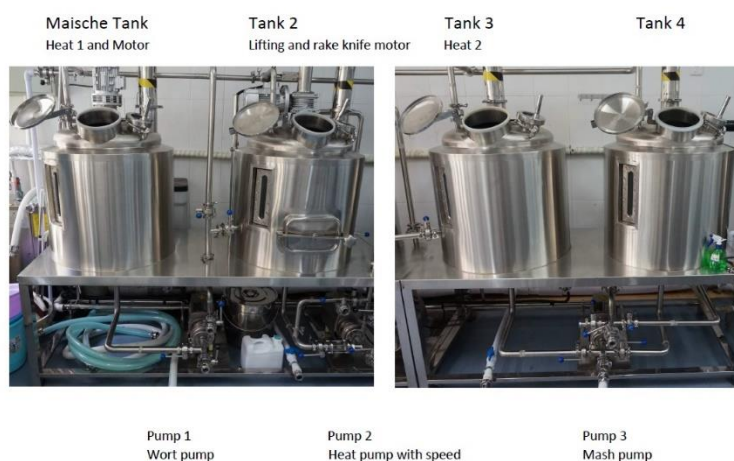 Maische Tank
Heat 1 and Motor
Tank 2
Lifting and rake knife motor
Tank 3
Heat 2
Tank 4
Pump 1
Wort pump
Pump 2
Heat pump with speed
Pump 3
Mash pump